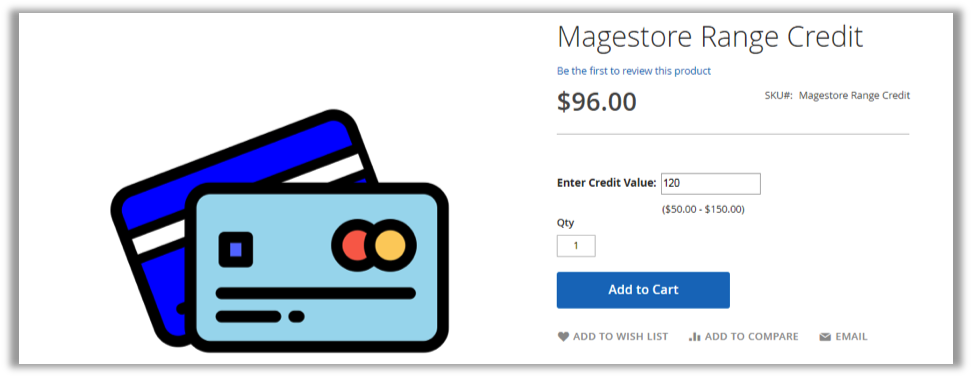 Magestore Range Credit
Be the first to review this product
$96.00
SKU#: Magestore Range Credit
Enter Credit Value: 120
($50.00 - $150.00)
Qty
1
Add to Cart
ADD TO WISH LIST ADD TO COMPARE EMAIL